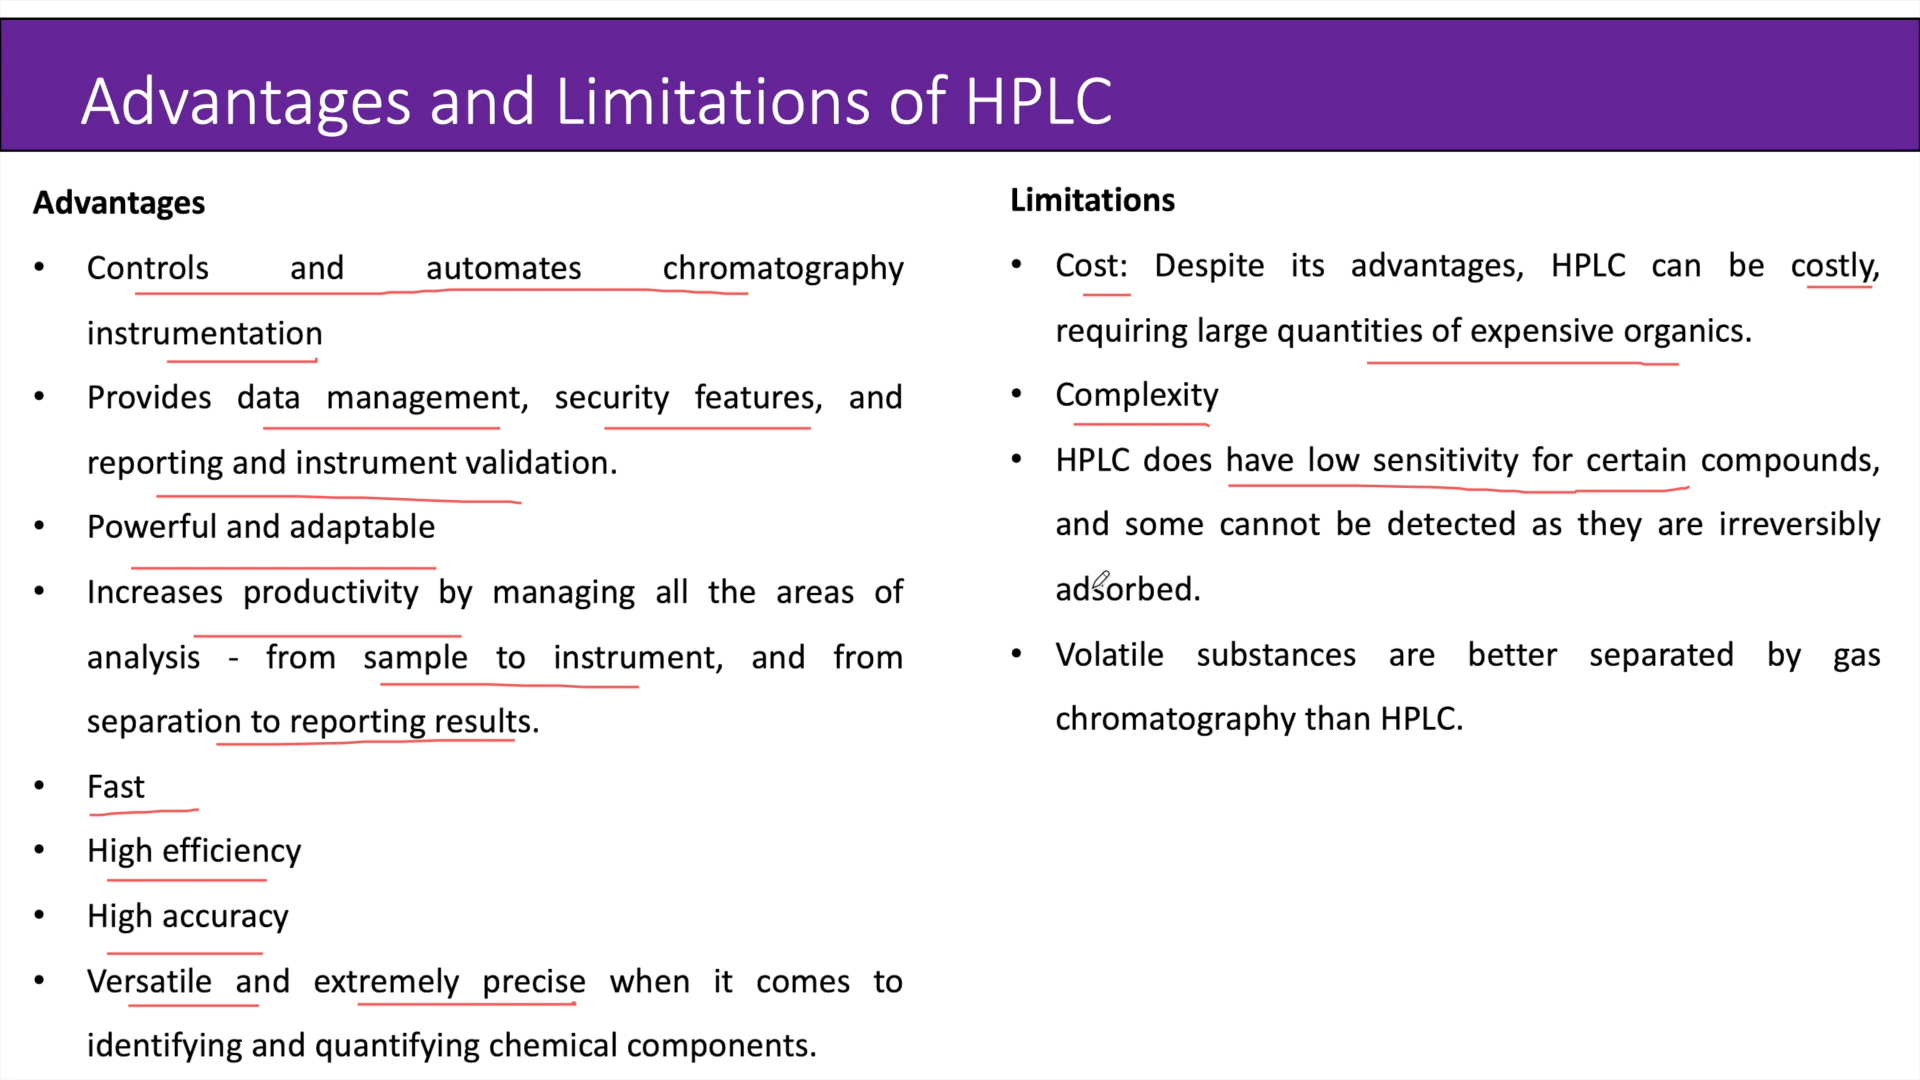 Advantages and Limitations of HPLC
Advantages
• Controls and automates chromatography
instrumentation
• Provides data management, security features, and
reporting and instrument validation.
• Powerful and adaptable
• Increases productivity by managing all the areas of
analysis - from sample to instrument, and from
separation to reporting results.
• Fast
• High efficiency
• High accuracy
• Versatile and extremely precise when it comes to
identifying and quantifying chemical components.
Limitations
• Cost: Despite its advantages, HPLC can be costly,
requiring large quantities of expensive organics.
• Complexity
• HPLC does have low sensitivity for certain compounds,
and some cannot be detected as they are irreversibly
adsorbed.
• Volatile substances are better separated by gas
chromatography than HPLC.